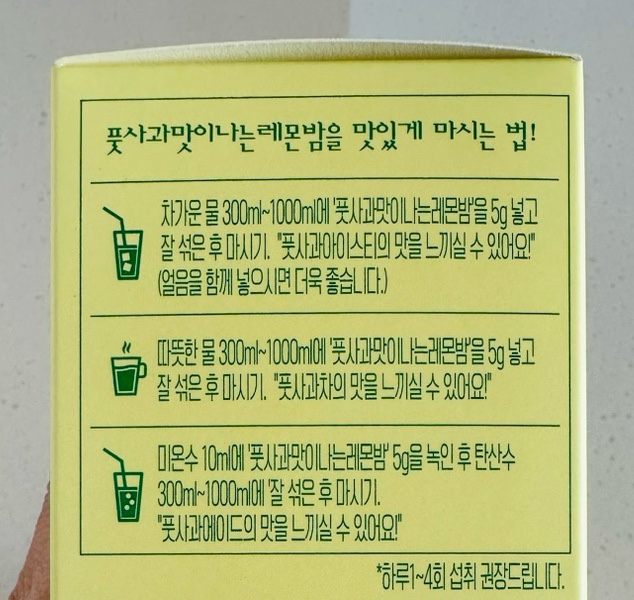 풋사과맛이나는레몬밤을 맛있게 마시는 법!
차가운 물 300ml~1000ml에 '풋사과맛이나는레몬밤'을 5g 넣고
잘 섞은 후 마시기. "풋사과아이스티의 맛을 느끼실 수 있어요!"
(얼음을 함께 넣으시면 더욱 좋습니다.)
따뜻한 물 300ml~1000ml에 '풋사과맛이나는레몬밤'을 5g 넣고
잘 섞은 후 마시기. "풋사과차의 맛을 느끼실 수 있어요!"
미온수 10ml에 '풋사과맛이나는레몬밤' 5g을 녹인 후 탄산수
300ml~1000ml에 '잘 섞은 후 마시기.
"풋사과에이드의 맛을 느끼실 수 있어요!"
*하루1~4회 섭취 권장드립니다.